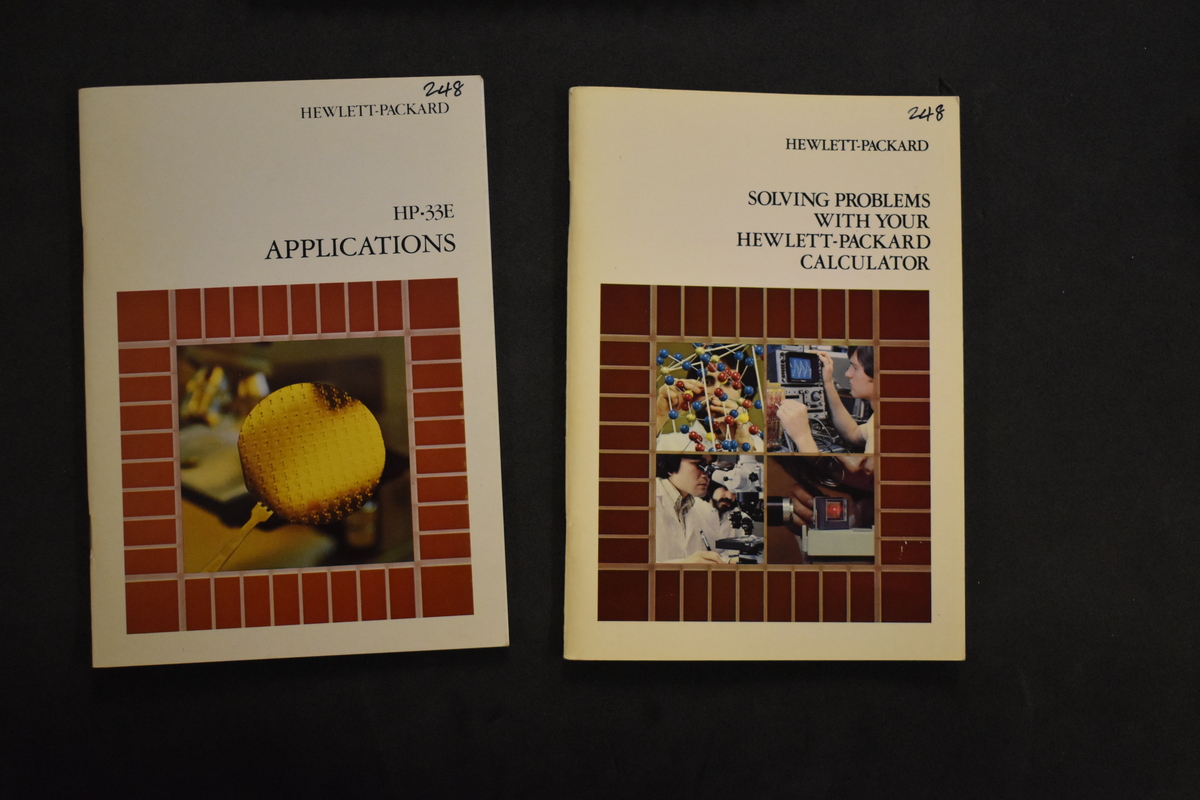 248
HEWLETT-PACKARD
HP·33E
APPLICATIONS
248
HEWLETT-PACKARD
SOLVING PROBLEMS
WITH YOUR
HEWLETT-PACKARD
CALCULATOR